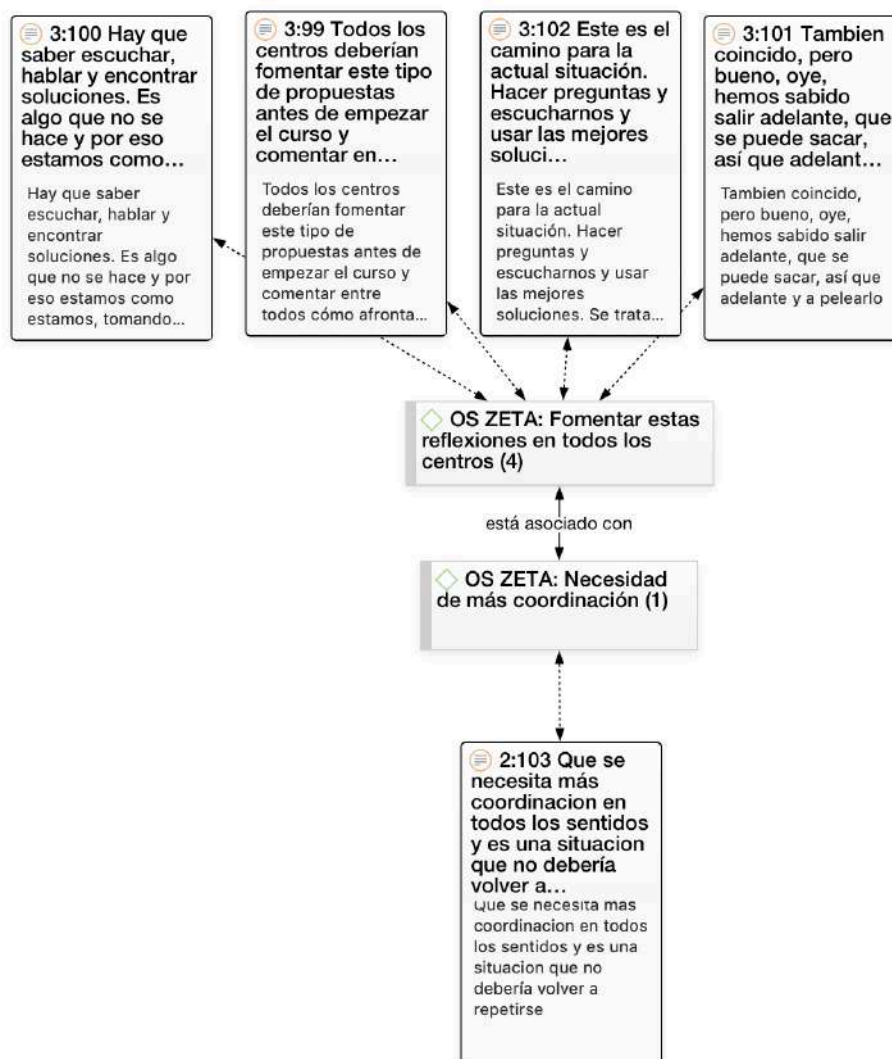 3:100 Hay que
saber escuchar,
hablar y encontrar
soluciones. Es
algo que no se
hace y por eso
estamos como…
Hay que saber
escuchar, hablar y
encontrar
soluciones. Es algo
que no se hace y por
eso estamos como
estamos, tomando...
3:99 Todos los
centros deberían
fomentar este tipo
de propuestas
antes de empezar
el curso y
comentar en…
Todos los centros
deberían fomentar
este tipo de
propuestas antes de
empezar el curso y
comentar entre
todos cómo afronta...
3:102 Este es el
camino para la
actual situación.
Hacer preguntas y
escucharnos y
usar las mejores
soluci…
Este es el camino
para la actual
situación. Hacer
preguntas y
escucharnos y usar
las mejores
soluciones. Se trata...
3:101 Tambien
coincido, pero
bueno, oye,
hemos sabido
salir adelante, que
se puede sacar,
así que adelant…
Tambien coincido,
pero bueno, oye,
hemos sabido salir
adelante, que se
puede sacar, así que
adelante y a pelearlo
OS ZETA: Fomentar estas
reflexiones en todos los
centros (4)
está asociado con
OS ZETA: Necesidad
de más coordinación (1)
2:103 Que se
necesita más
coordinacion en
todos los sentidos
y es una situacion
que no debería
volver a…
Que se necesita mas
coordinacion en todos
los sentidos y es una
situacion que no
debería volver a
repetirse